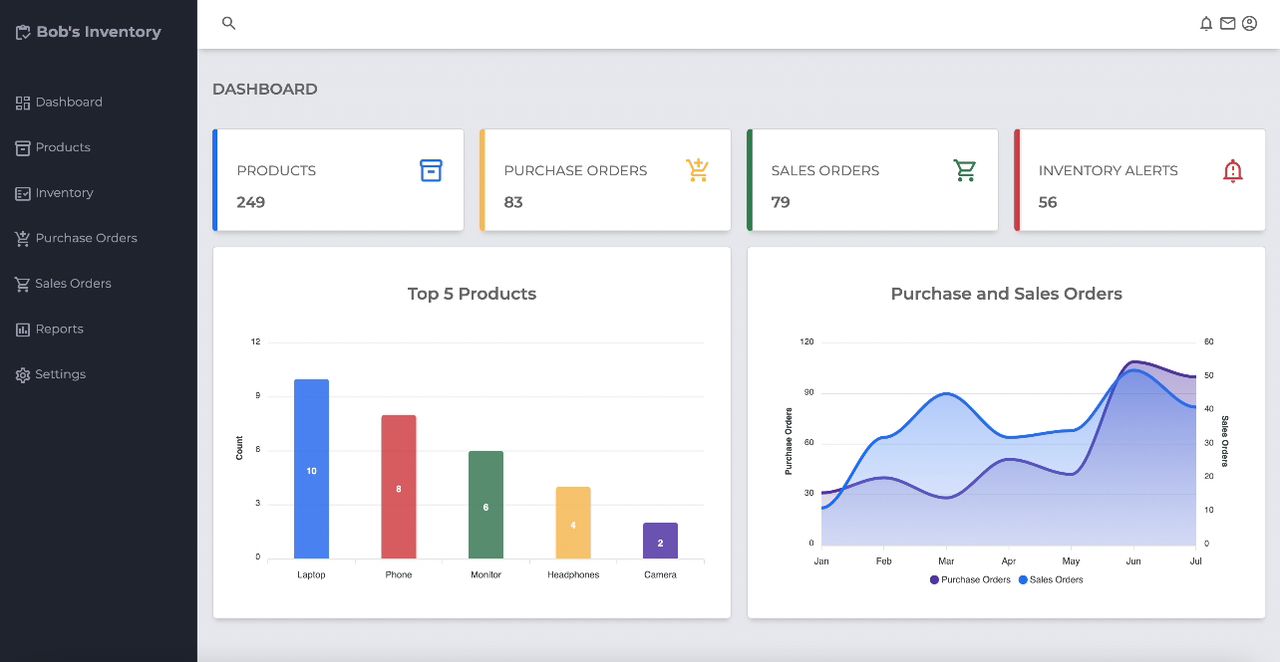 Bob's Inventory
Dashboard
Products
Inventory
Purchase Orders
Sales Orders
Reports
Settings
DASHBOARD
PRODUCTS
249
PURCHASE ORDERS
83
SALES ORDERS
79
INVENTORY ALERTS
56
Top 5 Products
12
9
6
3
0
Count
10
8
6
4
2
Laptop Phone Monitor Headphones Camera
Purchase and Sales Orders
120
90
60
30
0
Purchase Orders
60
50
40
30
20
10
0
Sales Orders
Jan Feb Mar Apr May Jun Jul
Purchase Orders Sales Orders